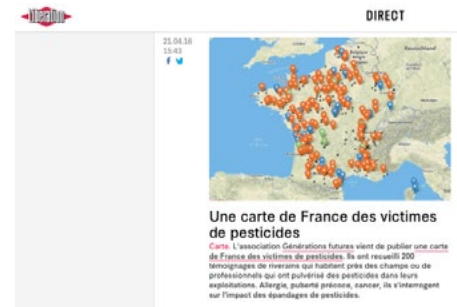 Libération
DIRECT
21.04.16
15:43
Deutschland
Une carte de France des victimes
de pesticides
Carte. L'association Générations futures vient de publier une carte
de France des victimes de pesticides. Ils ont recueilli 200
témoignages de riverains qui habitent près des champs ou de
professionnels qui ont pulvérisé des pesticides dans leurs
exploitations. Allergie, puberté précoce, cancer, ils s'interrogent
sur l'impact des épandages de pesticides.